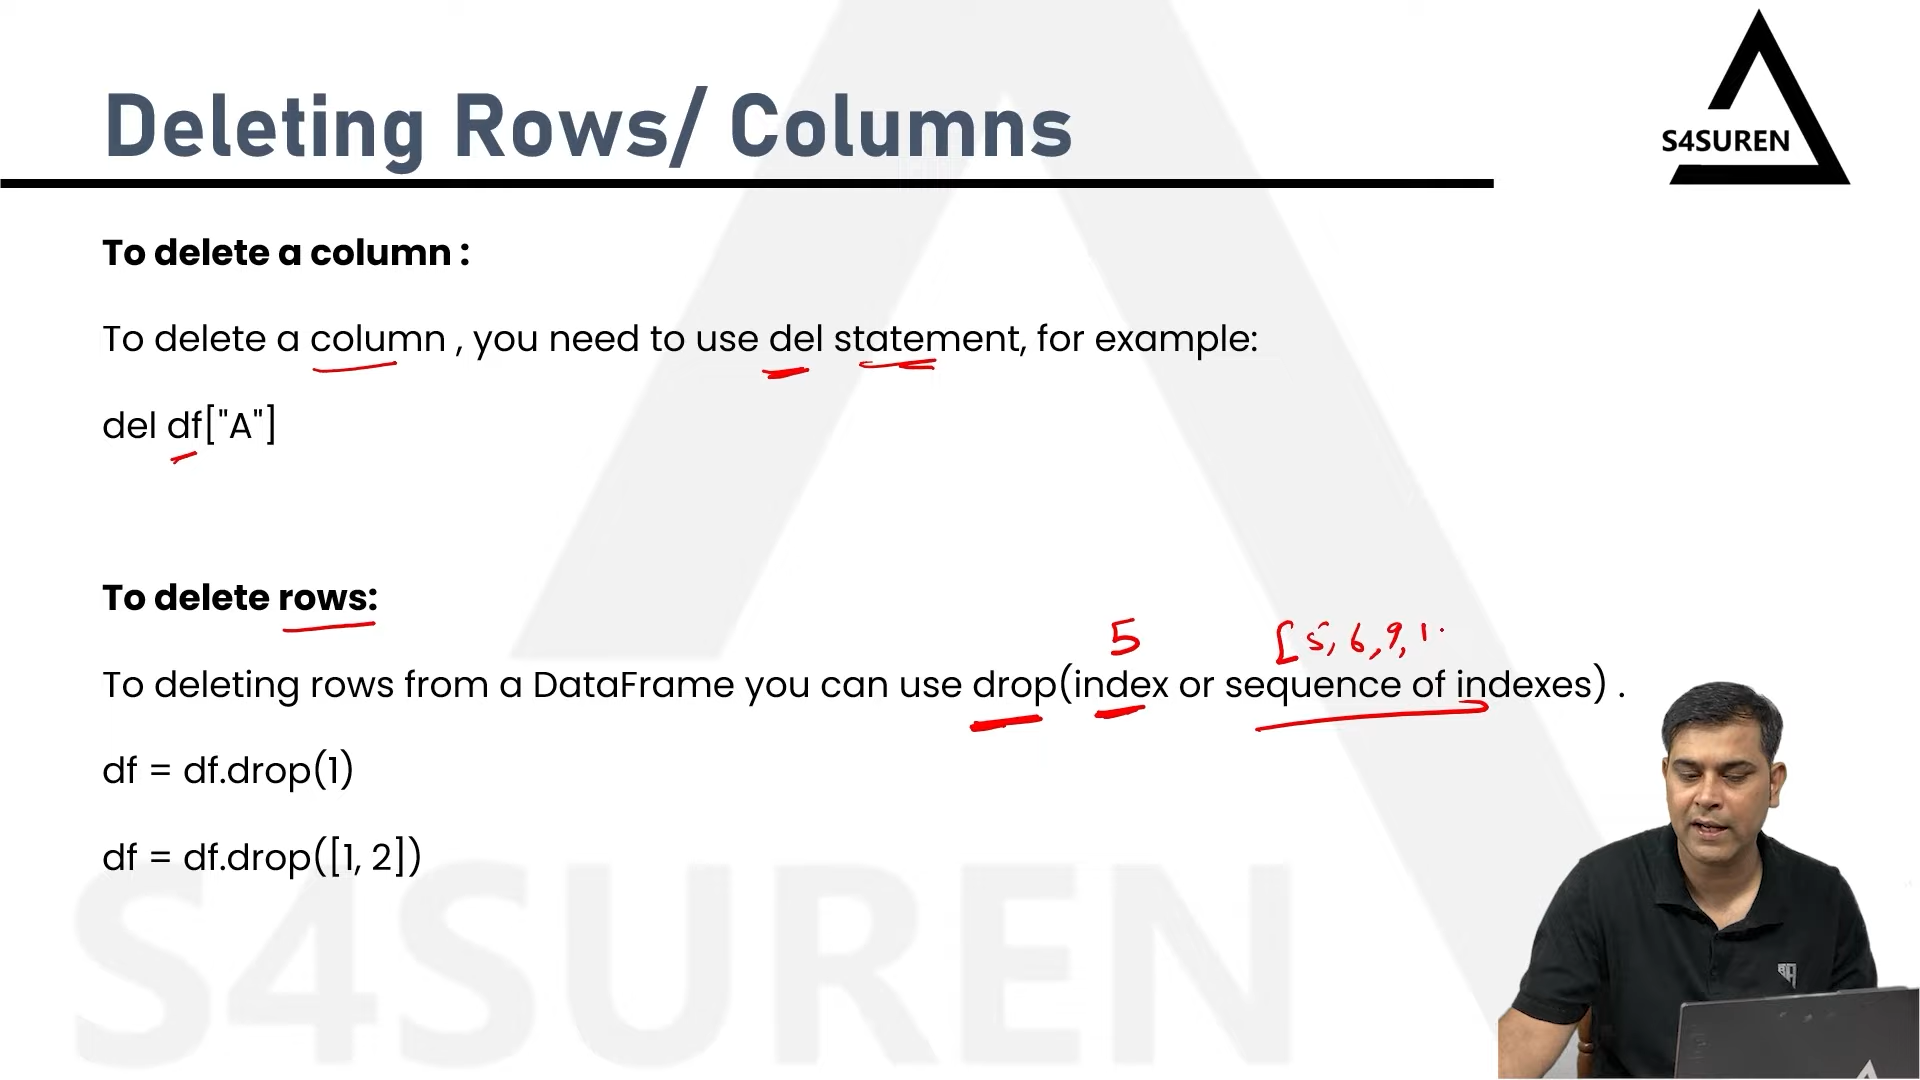 Deleting Rows/ Columns
S4SUREN
To delete a column :
To delete a column , you need to use del statement, for example:
del df["A"]
To delete rows:
5 [5, 6, 9, 1
To deleting rows from a DataFrame you can use drop(index or sequence of indexes) .
df = df.drop(1)
df = df.drop([1, 2])
S4SUREN